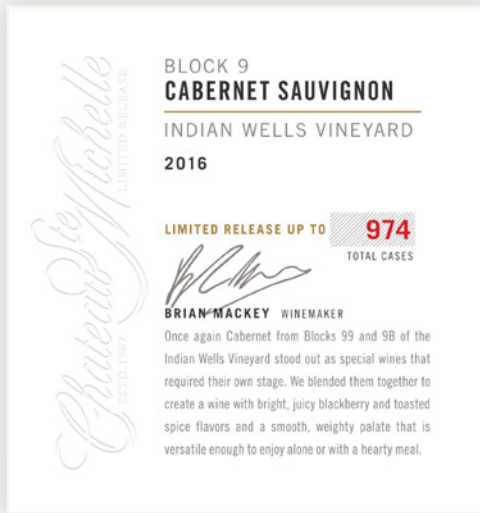 BLOCK 9
CABERNET SAUVIGNON
INDIAN WELLS VINEYARD
2016
LIMITED RELEASE UP TO 974
TOTAL CASES
BRIAN MACKEY WINEMAKER
Once again Cabernet from Blocks 99 and 9B of the
Indian Wells Vineyard stood out as special wines that
required their own stage. We blended them together to
create a wine with bright, juicy blackberry and toasted
spice flavors and a smooth, weighty palate that is
versatile enough to enjoy alone or with a hearty meal.
Chateau Ste Michelle
LIMITED RELEASE
ESTD.1967